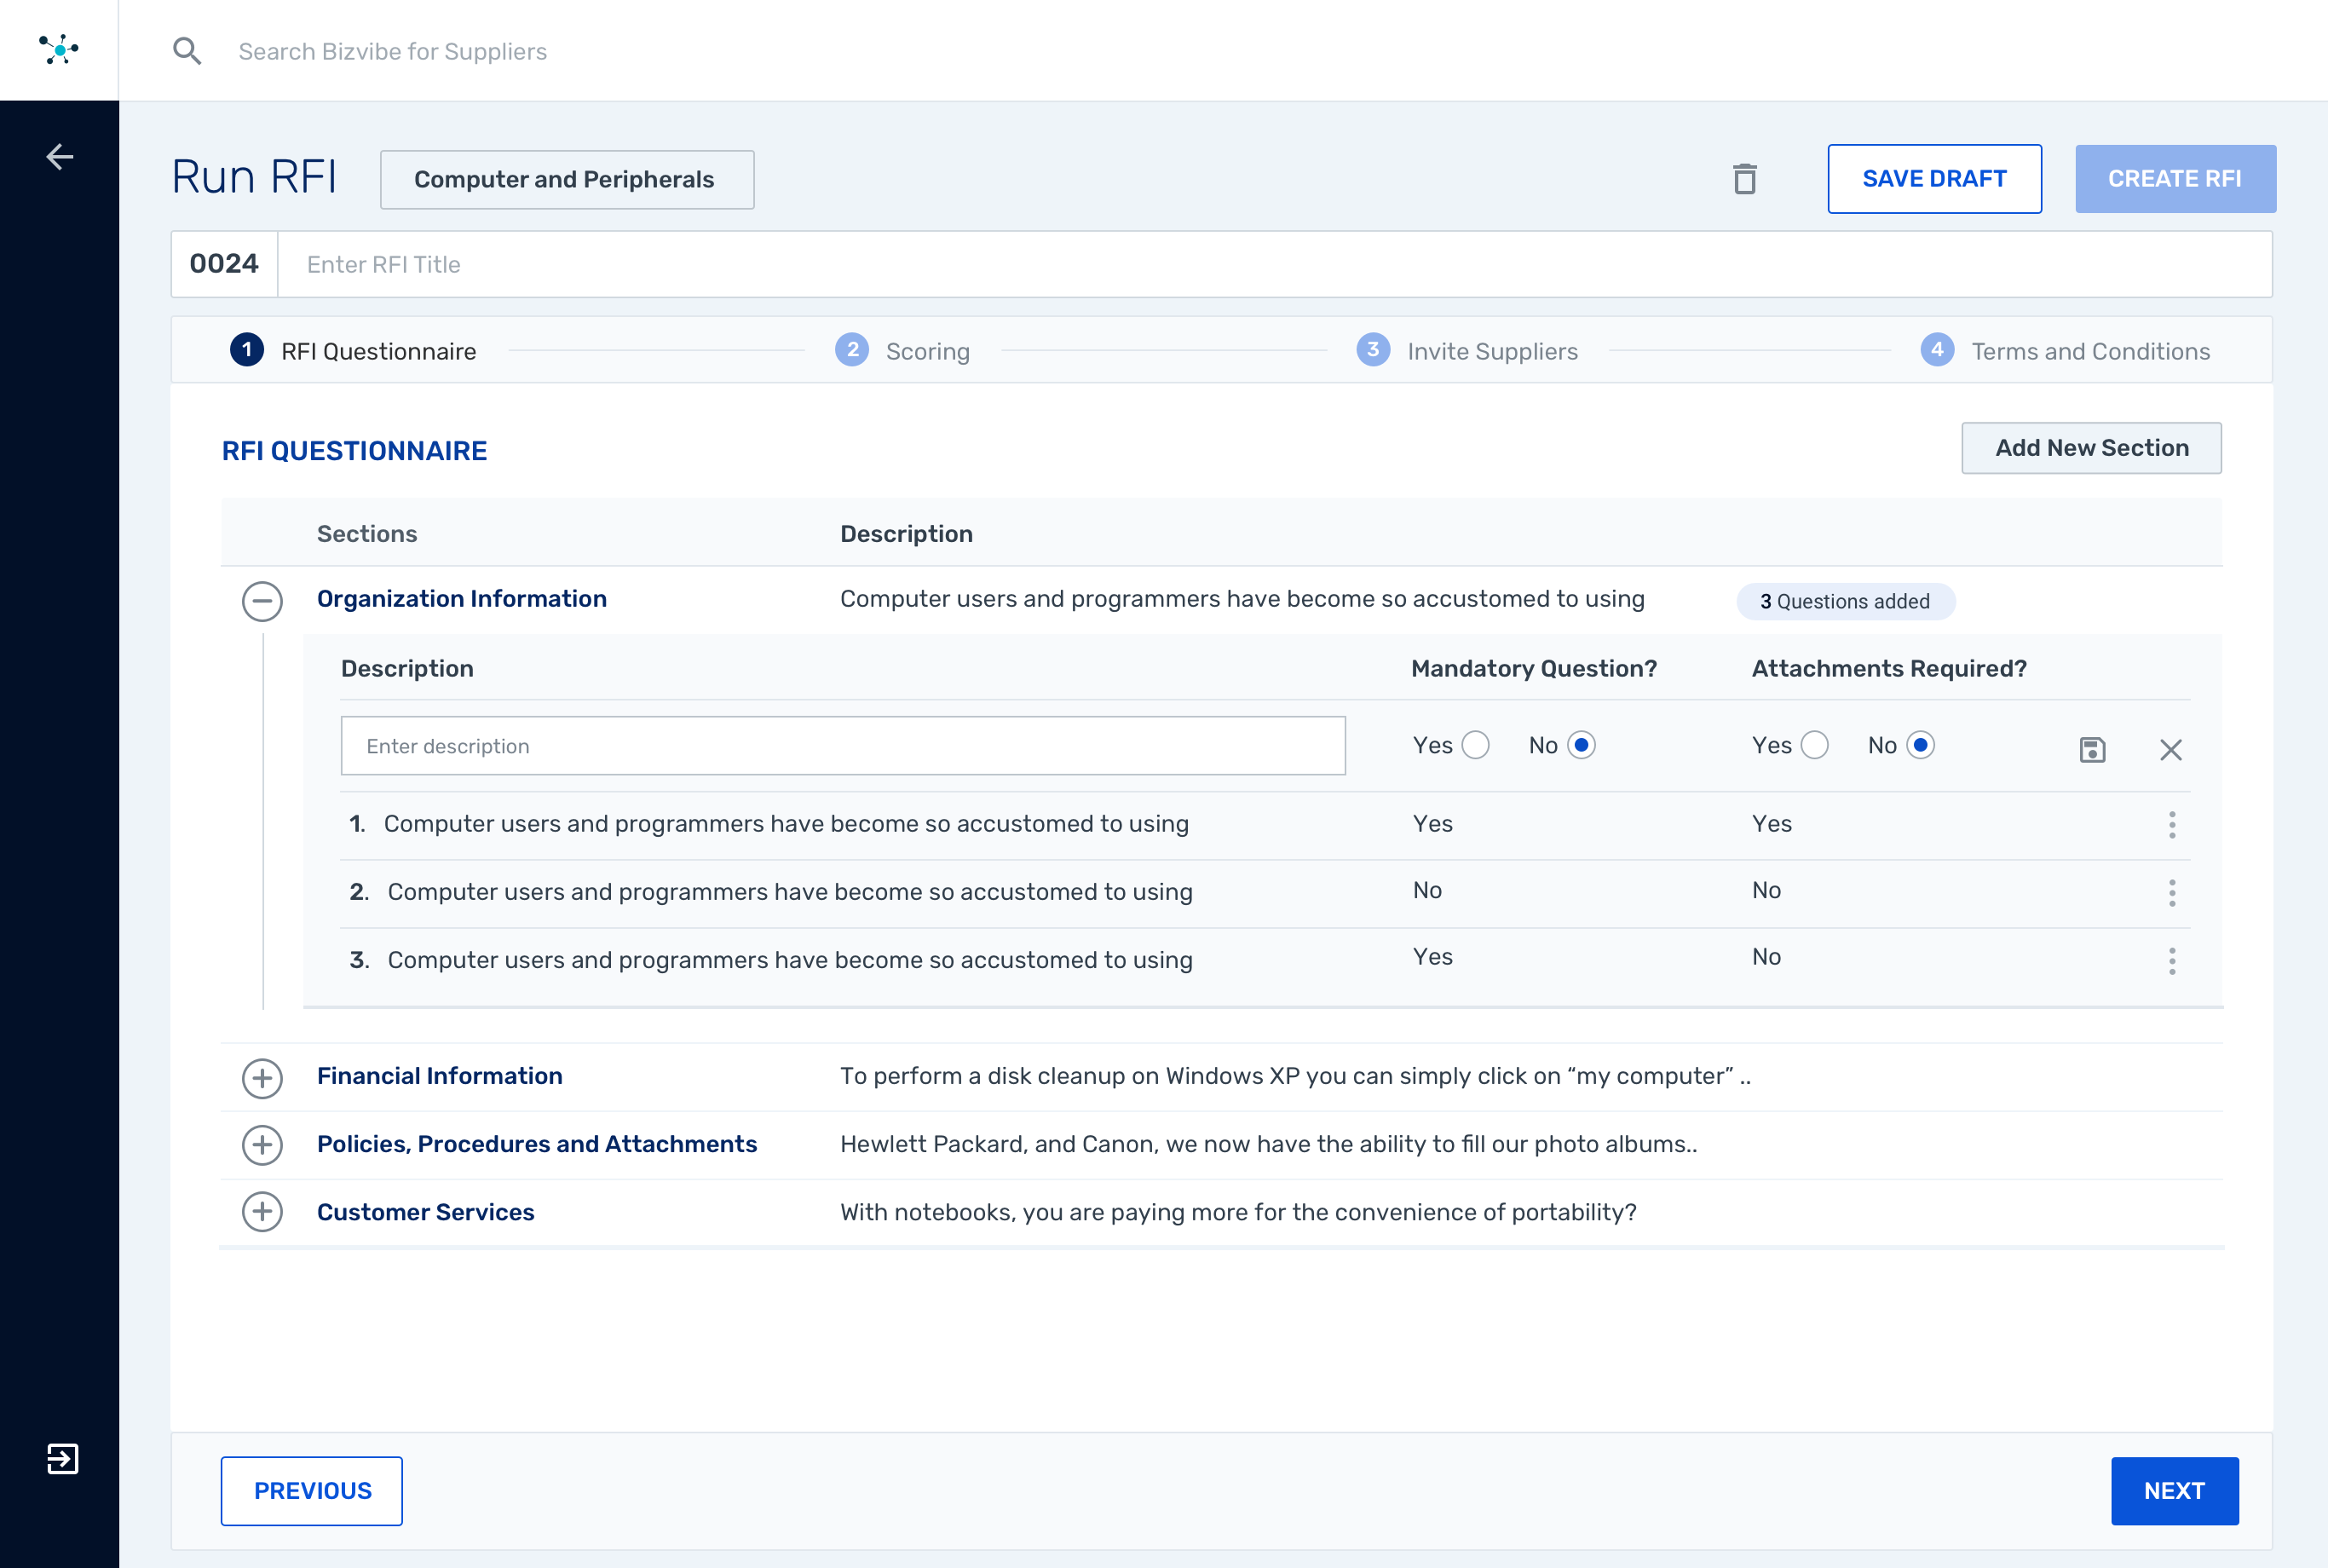 Search Bizvibe for Suppliers
Run RFI
Computer and Peripherals
SAVE DRAFT
CREATE RFI
0024
Enter RFI Title
1 RFI Questionnaire
2 Scoring
3 Invite Suppliers
4 Terms and Conditions
RFI QUESTIONNAIRE
Add New Section
Sections Description
Organization Information Computer users and programmers have become so accustomed to using 3 Questions added
Description Mandatory Question? Attachments Required?
Enter description Yes No Yes No
1. Computer users and programmers have become so accustomed to using Yes Yes
2. Computer users and programmers have become so accustomed to using No No
3. Computer users and programmers have become so accustomed to using Yes No
Financial Information To perform a disk cleanup on Windows XP you can simply click on “my computer” ..
Policies, Procedures and Attachments Hewlett Packard, and Canon, we now have the ability to fill our photo albums..
Customer Services With notebooks, you are paying more for the convenience of portability?
PREVIOUS
NEXT